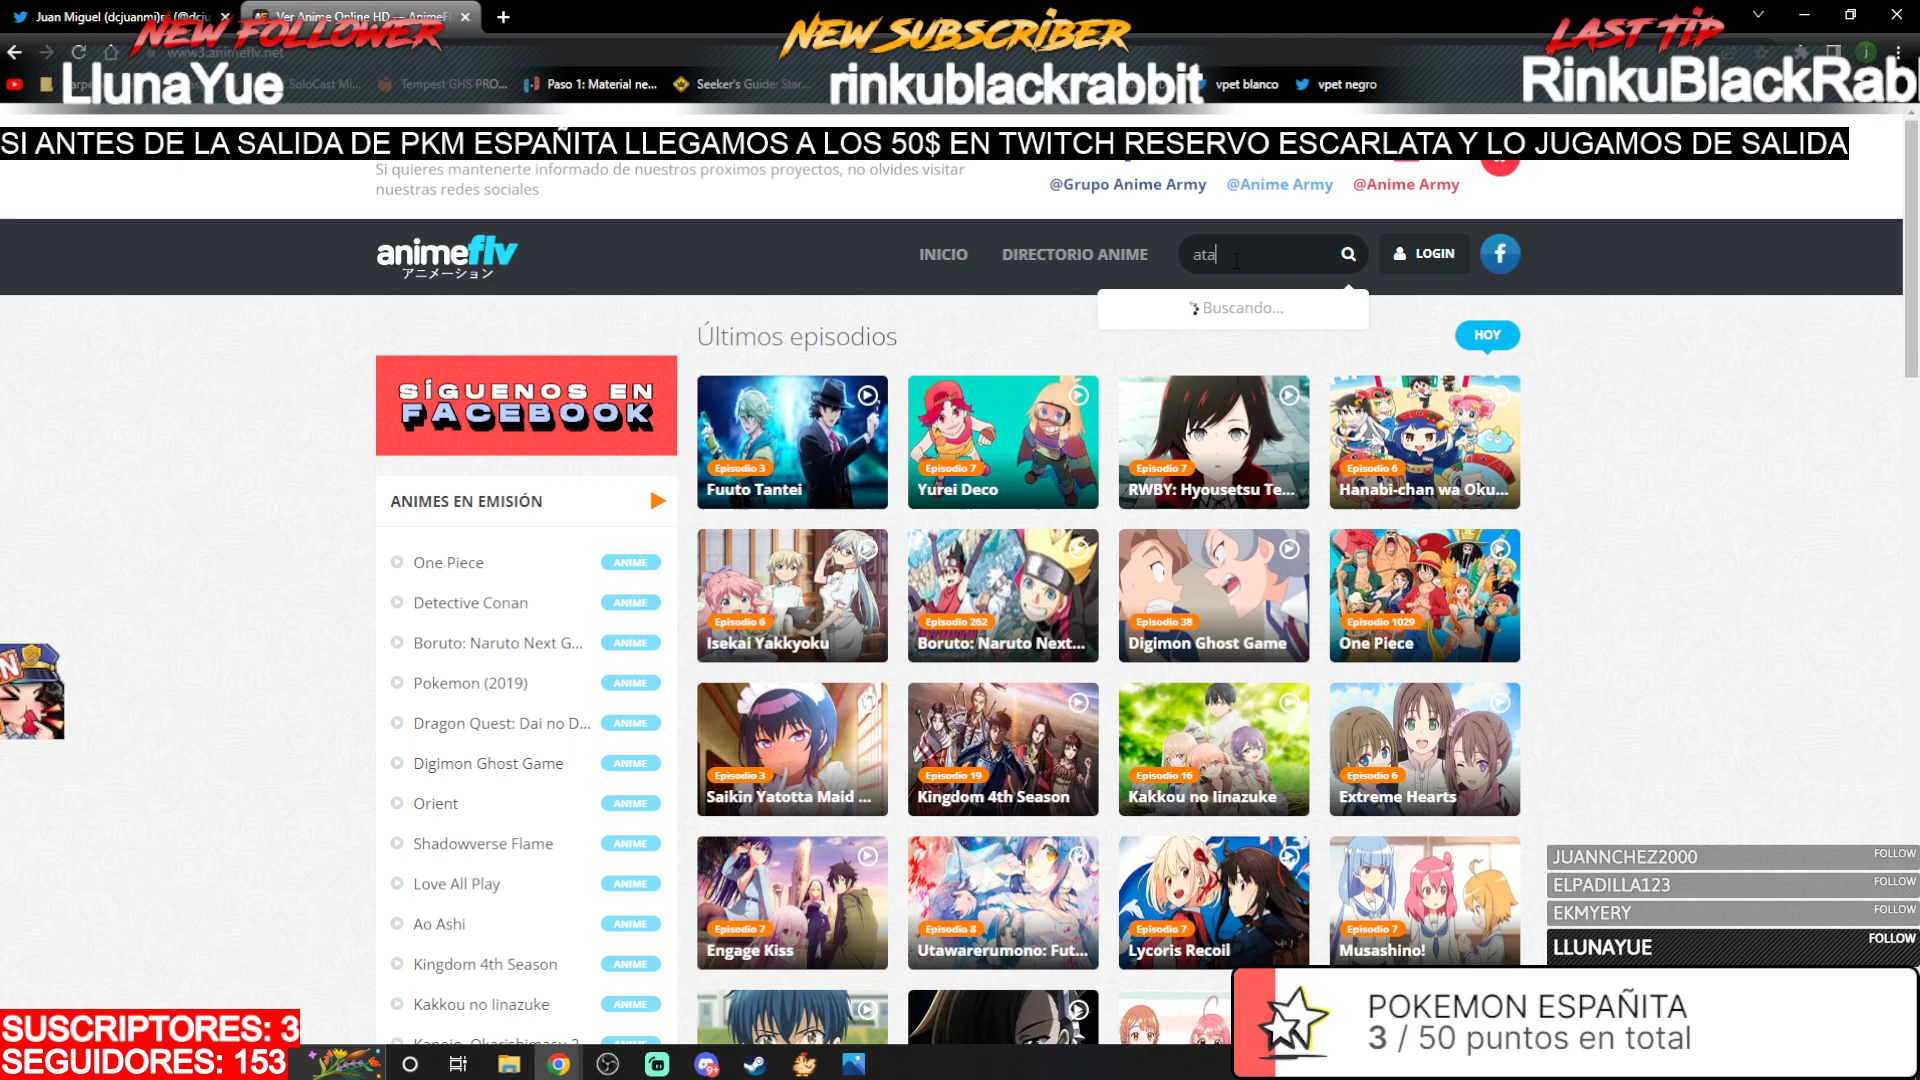 Juan Miguel (dcjuanmi)
Ver Anime Online HD
NEW FOLLOWER
NEW SUBSCRIBER
LAST TIP
www3.animeflv.net
LlunaYue
rinkublackrabbit
RinkuBlackRab
SoloCast Mi...
Tempest GHS PRO...
Paso 1: Material ne...
Seeker's Guide: Star...
vpet blanco
vpet negro
SI ANTES DE LA SALIDA DE PKM ESPAÑITA LLEGAMOS A LOS 50$ EN TWITCH RESERVO ESCARLATA Y LO JUGAMOS DE SALIDA
Si quieres mantenerte informado de nuestros proximos proyectos, no olvides visitar
nuestras redes sociales
@Grupo Anime Army
@Anime Army
@Anime Army
animeflv
アニメーション
INICIO
DIRECTORIO ANIME
ata
LOGIN
Buscando...
Últimos episodios
HOY
SÍGUENOS EN
FACEBOOK
ANIMES EN EMISIÓN
One Piece ANIME
Detective Conan ANIME
Boruto: Naruto Next G... ANIME
Pokemon (2019) ANIME
Dragon Quest: Dai no D... ANIME
Digimon Ghost Game ANIME
Orient ANIME
Shadowverse Flame ANIME
Love All Play ANIME
Ao Ashi ANIME
Kingdom 4th Season ANIME
Kakkou no Iinazuke ANIME
Episodio 3
Fuuto Tantei
Episodio 7
Yurei Deco
Episodio 7
RWBY: Hyousetsu Te...
Episodio 6
Hanabi-chan wa Oku...
Episodio 6
Isekai Yakkyoku
Episodio 262
Boruto: Naruto Next...
Episodio 38
Digimon Ghost Game
Episodio 1029
One Piece
Episodio 3
Saikin Yatotta Maid ...
Episodio 19
Kingdom 4th Season
Episodio 16
Kakkou no Iinazuke
Episodio 6
Extreme Hearts
Episodio 7
Engage Kiss
Episodio 8
Utawarerumono: Fut...
Episodio 7
Lycoris Recoil
Episodio 7
Musashino!
JUANNCHEZ2000 FOLLOW
ELPADILLA123 FOLLOW
EKMYERY FOLLOW
LLUNAYUE FOLLOW
POKEMON ESPAÑITA
3 / 50 puntos en total
SUSCRIPTORES: 3
SEGUIDORES: 153